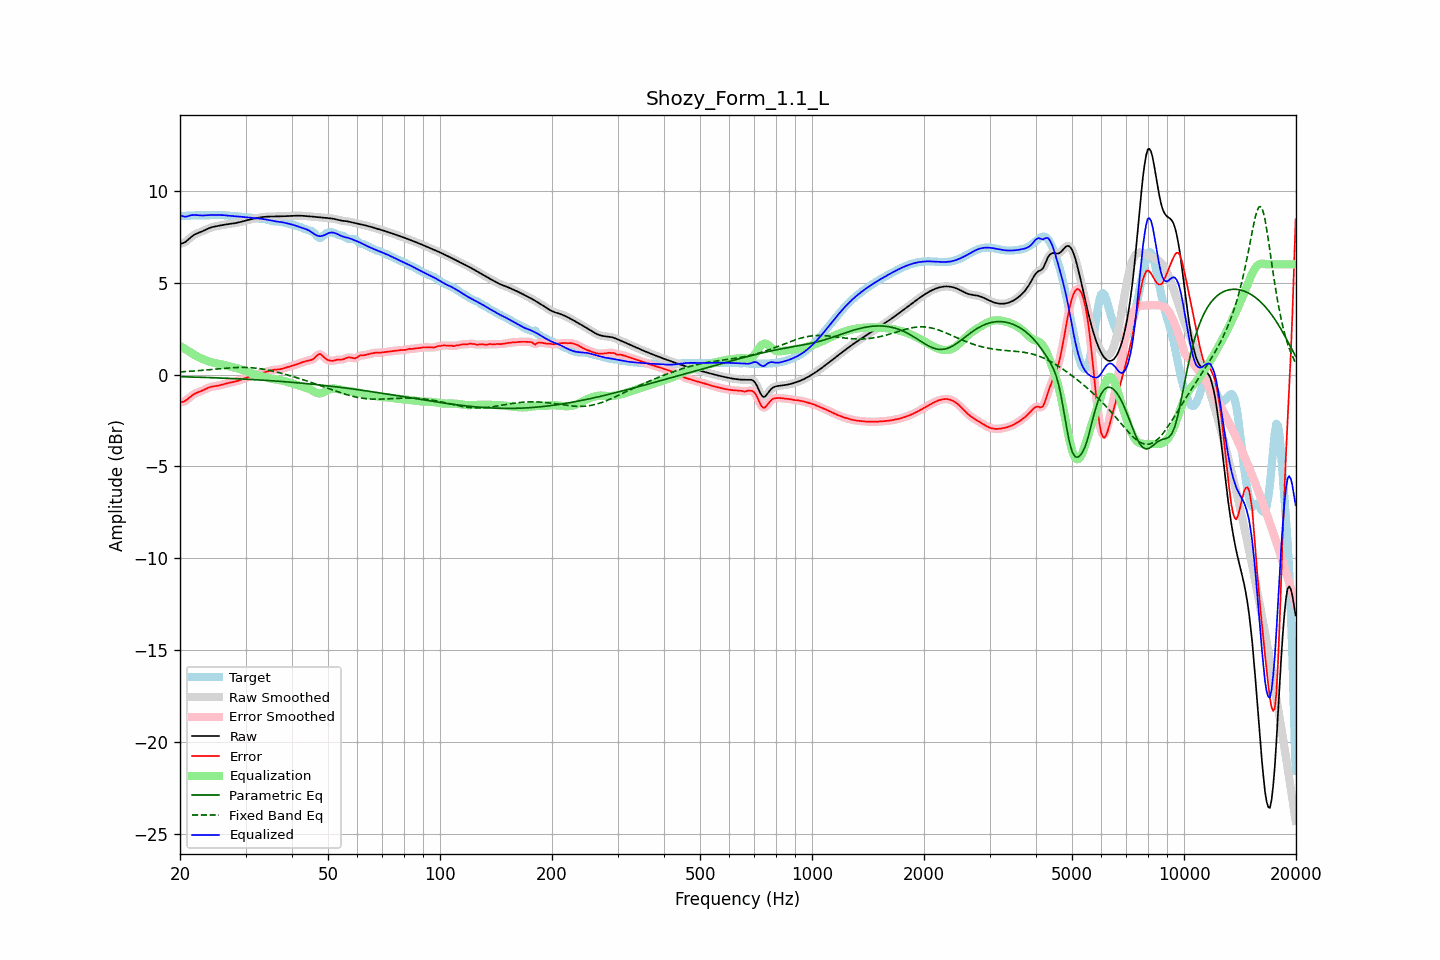 Shozy_Form_1.1_L
10
5
0
−5
−10
−15
−20
−25
Amplitude (dBr)
Target
Raw Smoothed
Error Smoothed
Raw
Error
Equalization
Parametric Eq
Fixed Band Eq
Equalized
20 50 100 200 500 1000 2000 5000 10000 20000
Frequency (Hz)